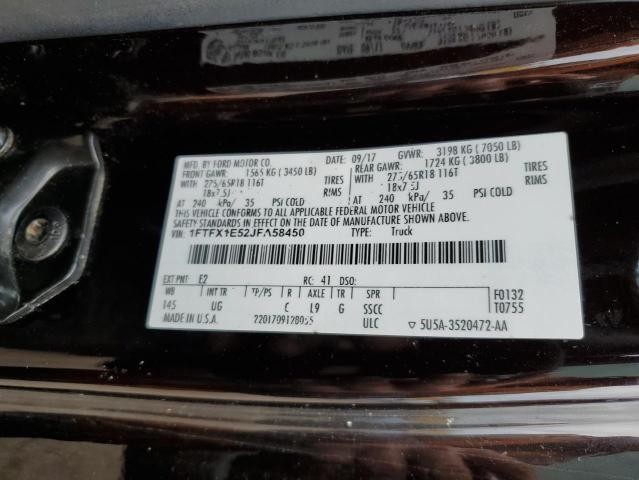 MFD. BY FORD MOTOR CO. DATE: 09/17 GVWR: 3198 KG ( 7050 LB)
FRONT GAWR: 1565 KG ( 3450 LB) REAR GAWR: 1724 KG ( 3800 LB)
WITH 275/65R18 116T TIRES WITH 275/65R18 116T TIRES
18x7.5J RIMS 18x7.5J RIMS
AT 240 kPa/ 35 PSI COLD AT 240 kPa/ 35 PSI COLD
THIS VEHICLE CONFORMS TO ALL APPLICABLE FEDERAL MOTOR VEHICLE
SAFETY STANDARDS IN EFFECT ON THE DATE OF MANUFACTURE SHOWN ABOVE.
VIN: 1FTFX1E52JFA58450 TYPE: Truck
EXT PNT: E2 RC: 41 DSO:
WB INT TR TP/PS R AXLE TR SPR F0132
145 UG C L9 G SSCC T0755
MADE IN U.S.A. ULC ▽ 5U5A-3520472-AA